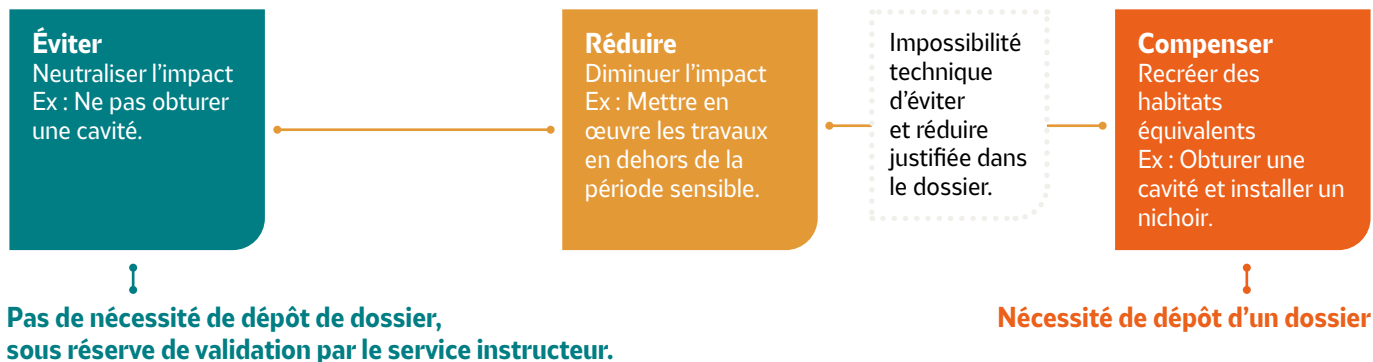 Éviter
Neutraliser l’impact
Ex : Ne pas obturer
une cavité.
Réduire
Diminuer l’impact
Ex : Mettre en
œuvre les travaux
en dehors de la
période sensible.
Impossibilité
technique
d’éviter
et réduire
justifiée dans
le dossier.
Compenser
Recréer des
habitats
équivalents
Ex : Obturer une
cavité et installer un
nichoir.
Pas de nécessité de dépôt de dossier,
sous réserve de validation par le service instructeur.
Nécessité de dépôt d’un dossier